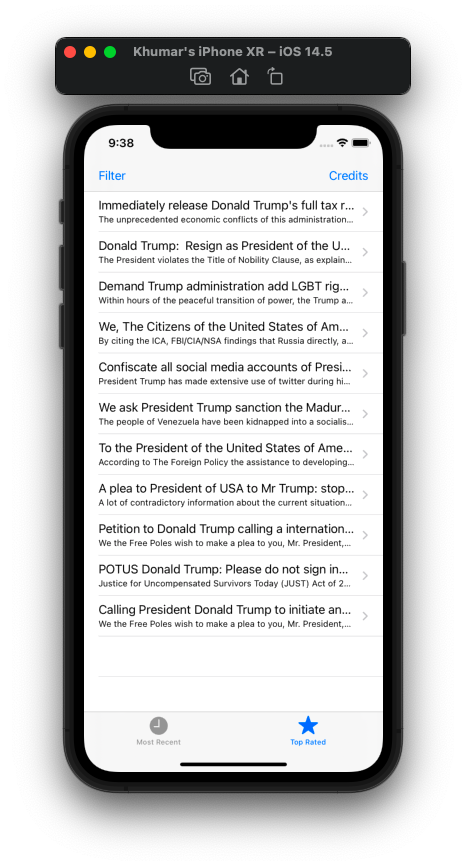 Khumar's iPhone XR – iOS 14.5
9:38
Filter
Credits
Immediately release Donald Trump's full tax r...
The unprecedented economic conflicts of this administration...
Donald Trump:  Resign as President of the U...
The President violates the Title of Nobility Clause, as explain...
Demand Trump administration add LGBT rig...
Within hours of the peaceful transition of power, the Trump a...
We, The Citizens of the United States of Am...
By citing the ICA, FBI/CIA/NSA findings that Russia directly, a...
Confiscate all social media accounts of Presi...
President Trump has made extensive use of twitter during hi...
We ask President Trump sanction the Madur...
The people of Venezuela have been kidnapped into a socialis...
To the President of the United States of Ame...
According to The Foreign Policy the assistance to developing...
A plea to President of USA to Mr Trump: stop...
A lot of contradictory information about the current situation...
Petition to Donald Trump calling a internation...
We the Free Poles wish to make a plea to you, Mr. President,...
POTUS Donald Trump: Please do not sign in...
Justice for Uncompensated Survivors Today (JUST) Act of 2...
Calling President Donald Trump to initiate an...
We the Free Poles wish to make a plea to you, Mr. President,...
Most Recent
Top Rated